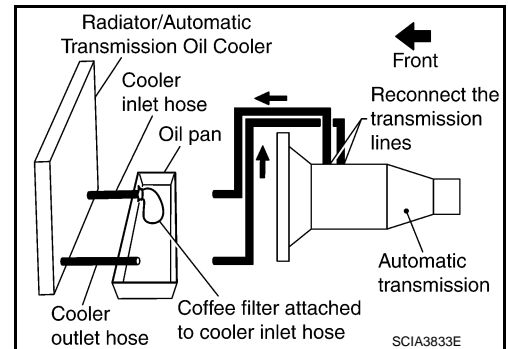 Radiator/Automatic
Transmission Oil Cooler
Front
Cooler
inlet hose
Reconnect the
transmission
lines
Oil pan
Automatic
transmission
Cooler
outlet hose
Coffee filter attached
to cooler inlet hose
SCIA3833E